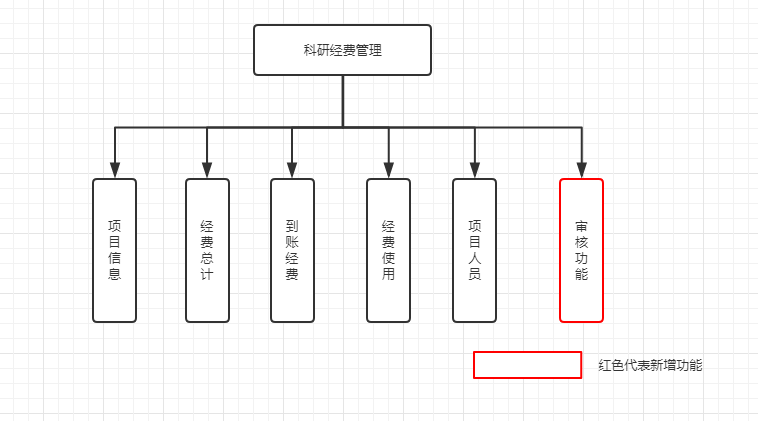 科研经费管理
项目信息
经费总计
到账经费
经费使用
项目人员
审核功能
红色代表新增功能